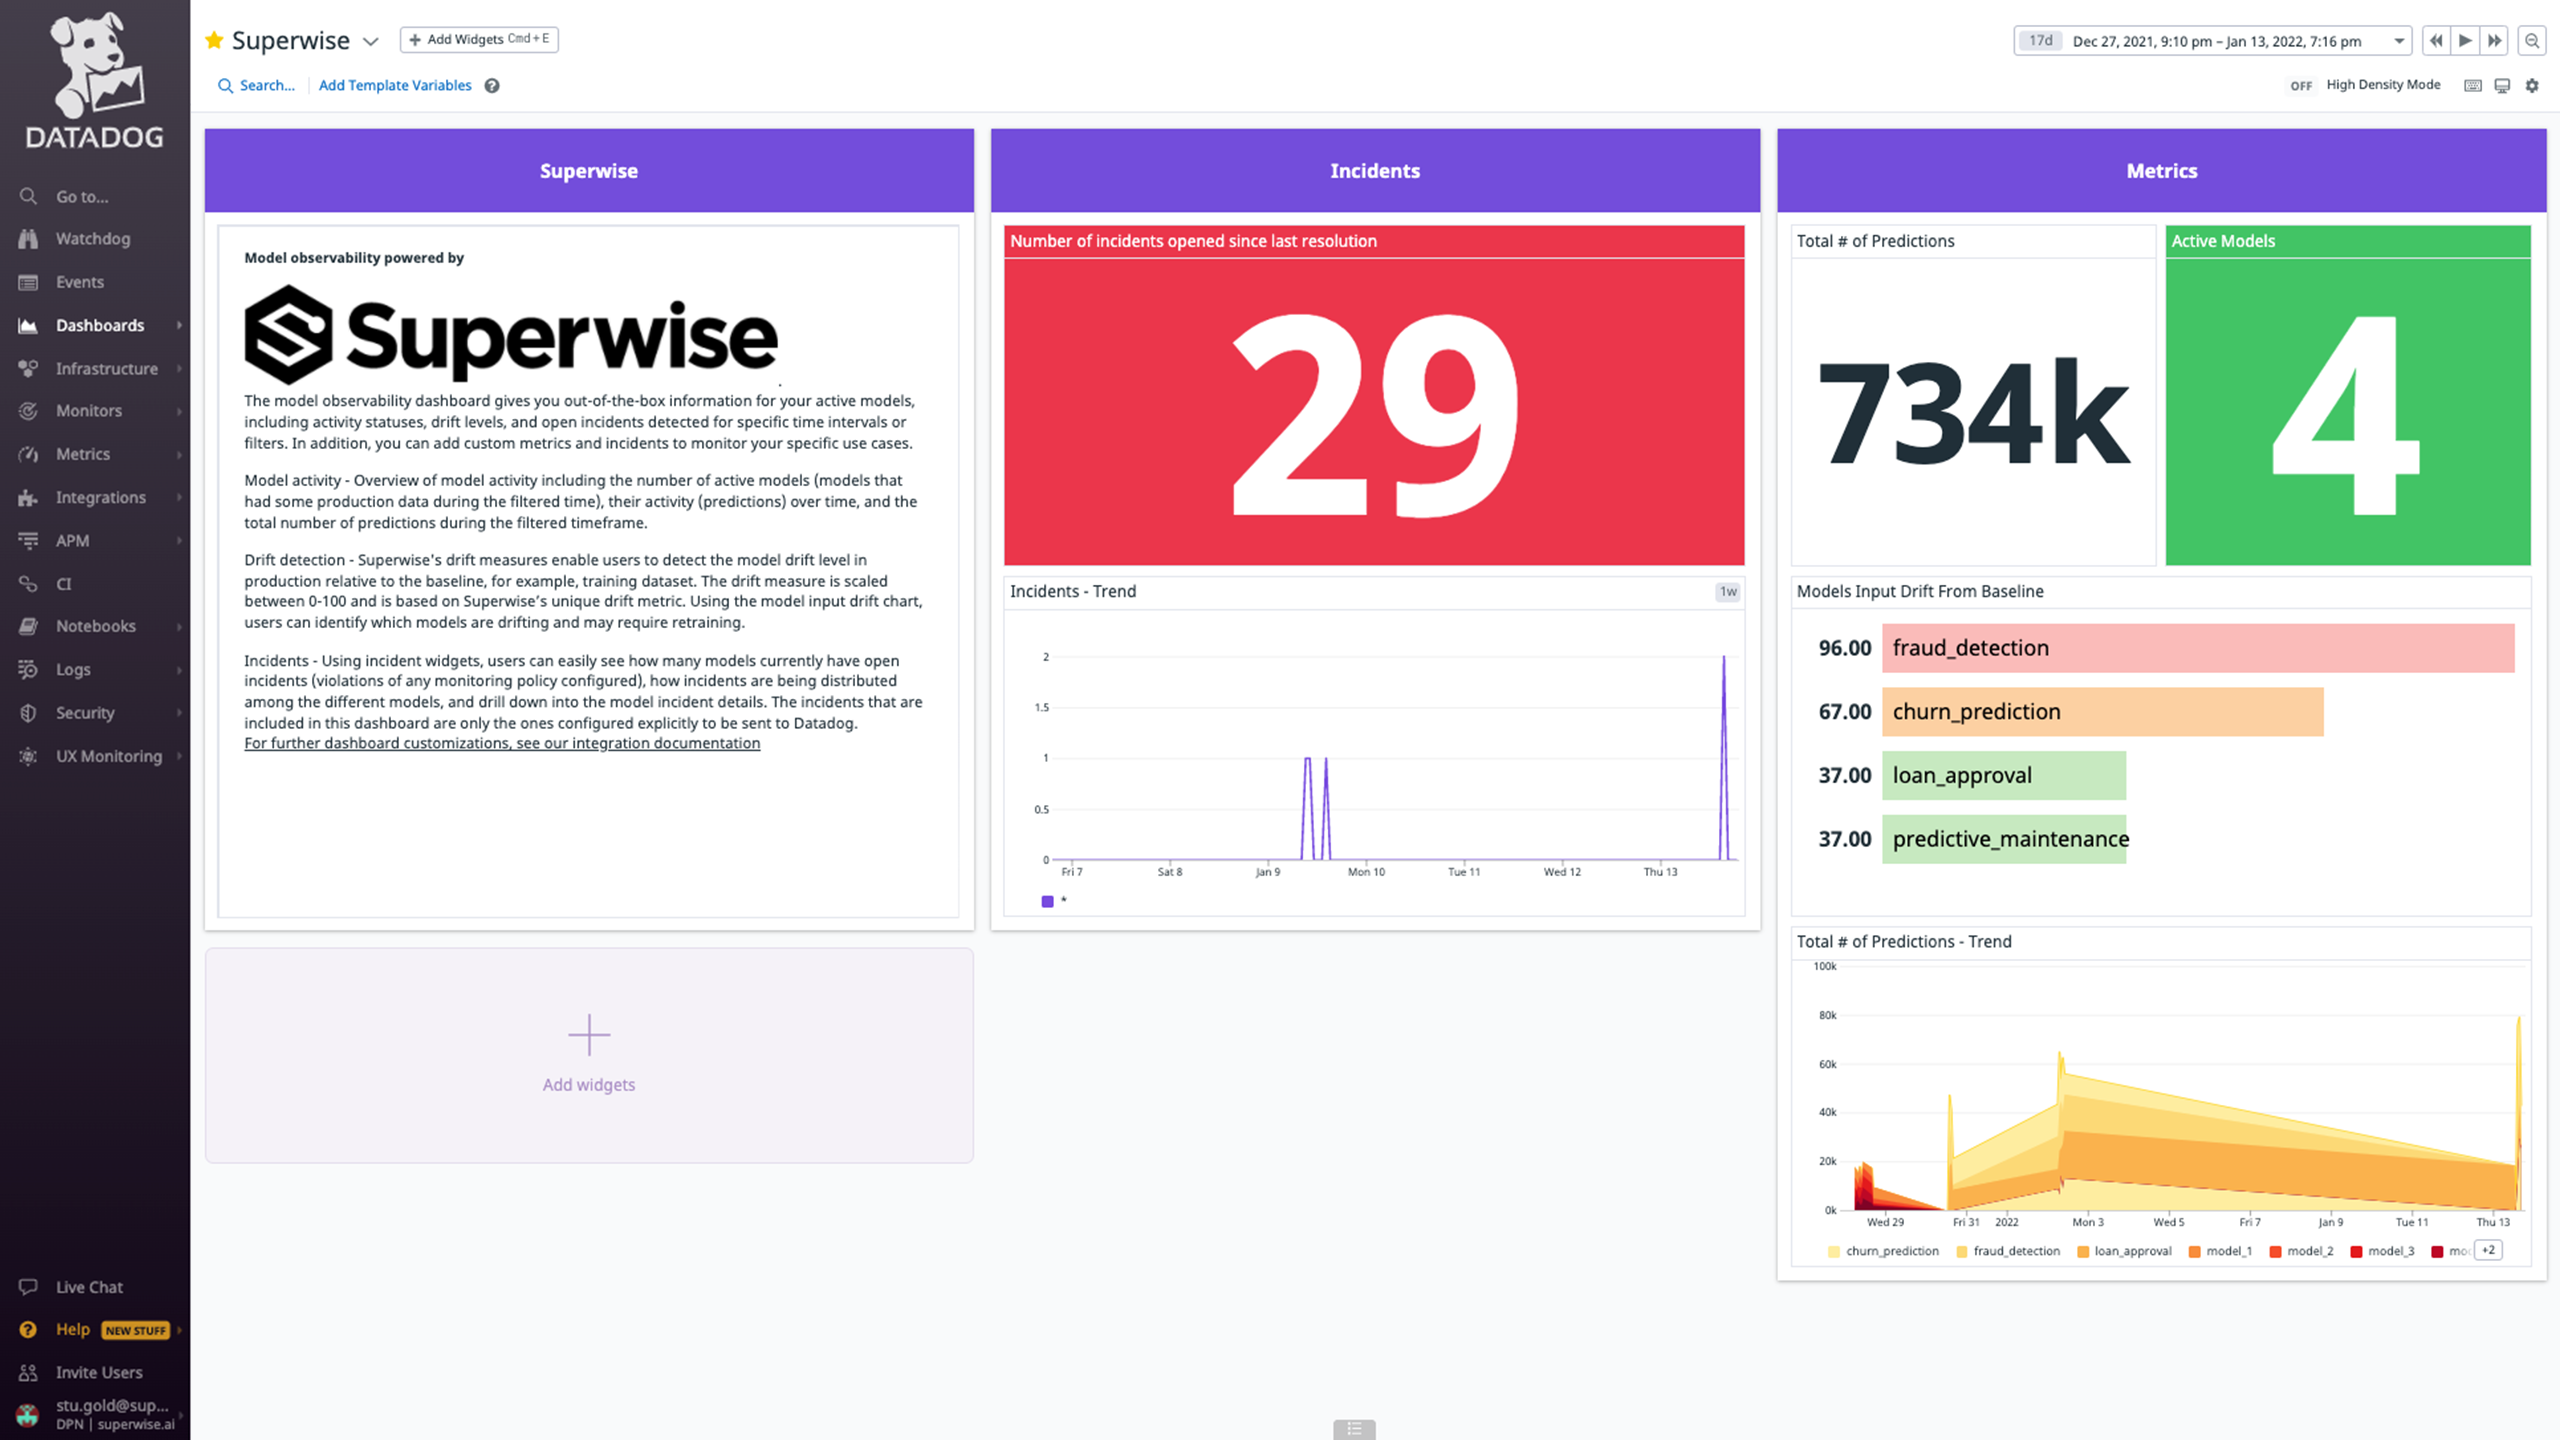 DATADOG
Go to...
Watchdog
Events
Dashboards
Infrastructure
Monitors
Metrics
Integrations
APM
CI
Notebooks
Logs
Security
UX Monitoring
Live Chat
Help NEW STUFF
Invite Users
stu.gold@sup...
DPN | superwise.ai
Superwise
+ Add Widgets Cmd + E
17d Dec 27, 2021, 9:10 pm – Jan 13, 2022, 7:16 pm
Search...
Add Template Variables ?
OFF High Density Mode
Superwise
Model observability powered by
Superwise
The model observability dashboard gives you out-of-the-box information for your active models,
including activity statuses, drift levels, and open incidents detected for specific time intervals or
filters. In addition, you can add custom metrics and incidents to monitor your specific use cases.
Model activity - Overview of model activity including the number of active models (models that
had some production data during the filtered time), their activity (predictions) over time, and the
total number of predictions during the filtered timeframe.
Drift detection - Superwise's drift measures enable users to detect the model drift level in
production relative to the baseline, for example, training dataset. The drift measure is scaled
between 0-100 and is based on Superwise's unique drift metric. Using the model input drift chart,
users can identify which models are drifting and may require retraining.
Incidents - Using incident widgets, users can easily see how many models currently have open
incidents (violations of any monitoring policy configured), how incidents are being distributed
among the different models, and drill down into the model incident details. The incidents that are
included in this dashboard are only the ones configured explicitly to be sent to Datadog.
For further dashboard customizations, see our integration documentation
Add widgets
Incidents
Number of incidents opened since last resolution
29
Incidents - Trend 1w
2
1.5
1
0.5
0
Fri 7 Sat 8 Jan 9 Mon 10 Tue 11 Wed 12 Thu 13
*
Metrics
Total # of Predictions
734k
Active Models
4
Models Input Drift From Baseline
96.00 fraud_detection
67.00 churn_prediction
37.00 loan_approval
37.00 predictive_maintenance
Total # of Predictions - Trend
100k
80k
60k
40k
20k
0k
Wed 29 Fri 31 2022 Mon 3 Wed 5 Fri 7 Jan 9 Tue 11 Thu 13
churn_prediction fraud_detection loan_approval model_1 model_2 model_3 +2